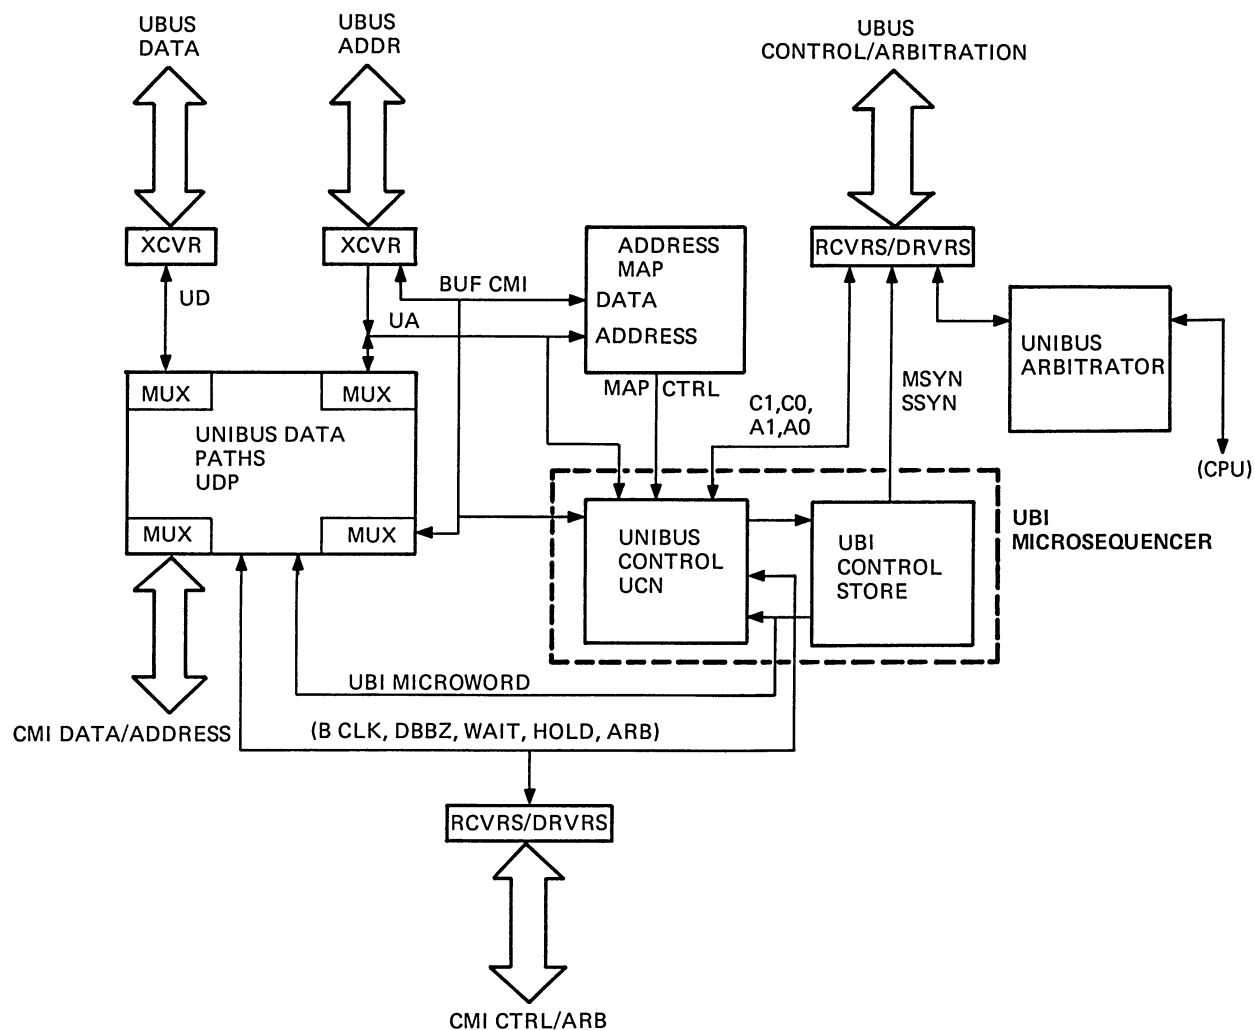 UBUS
DATA
UBUS
ADDR
UBUS
CONTROL/ARBITRATION
XCVR
XCVR
ADDRESS
MAP
DATA
ADDRESS
RCVRS/DRVRS
UD
BUF CMI
UA
UNIBUS
ARBITRATOR
MAP CTRL
MSYN
SSYN
C1,C0,
A1,A0
MUX
MUX
UNIBUS DATA
PATHS
UDP
MUX
MUX
(CPU)
UNIBUS
CONTROL
UCN
UBI
CONTROL
STORE
UBI
MICROSEQUENCER
UBI MICROWORD
CMI DATA/ADDRESS
(B CLK, DBBZ, WAIT, HOLD, ARB)
RCVRS/DRVRS
CMI CTRL/ARB